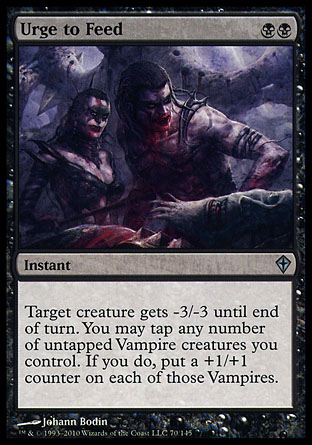 Urge to Feed
Instant
Target creature gets -3/-3 until end
of turn. You may tap any number
of untapped Vampire creatures you
control. If you do, put a +1/+1
counter on each of those Vampires.
Johann Bodin
™ & © 1993–2010 Wizards of the Coast LLC 70/145